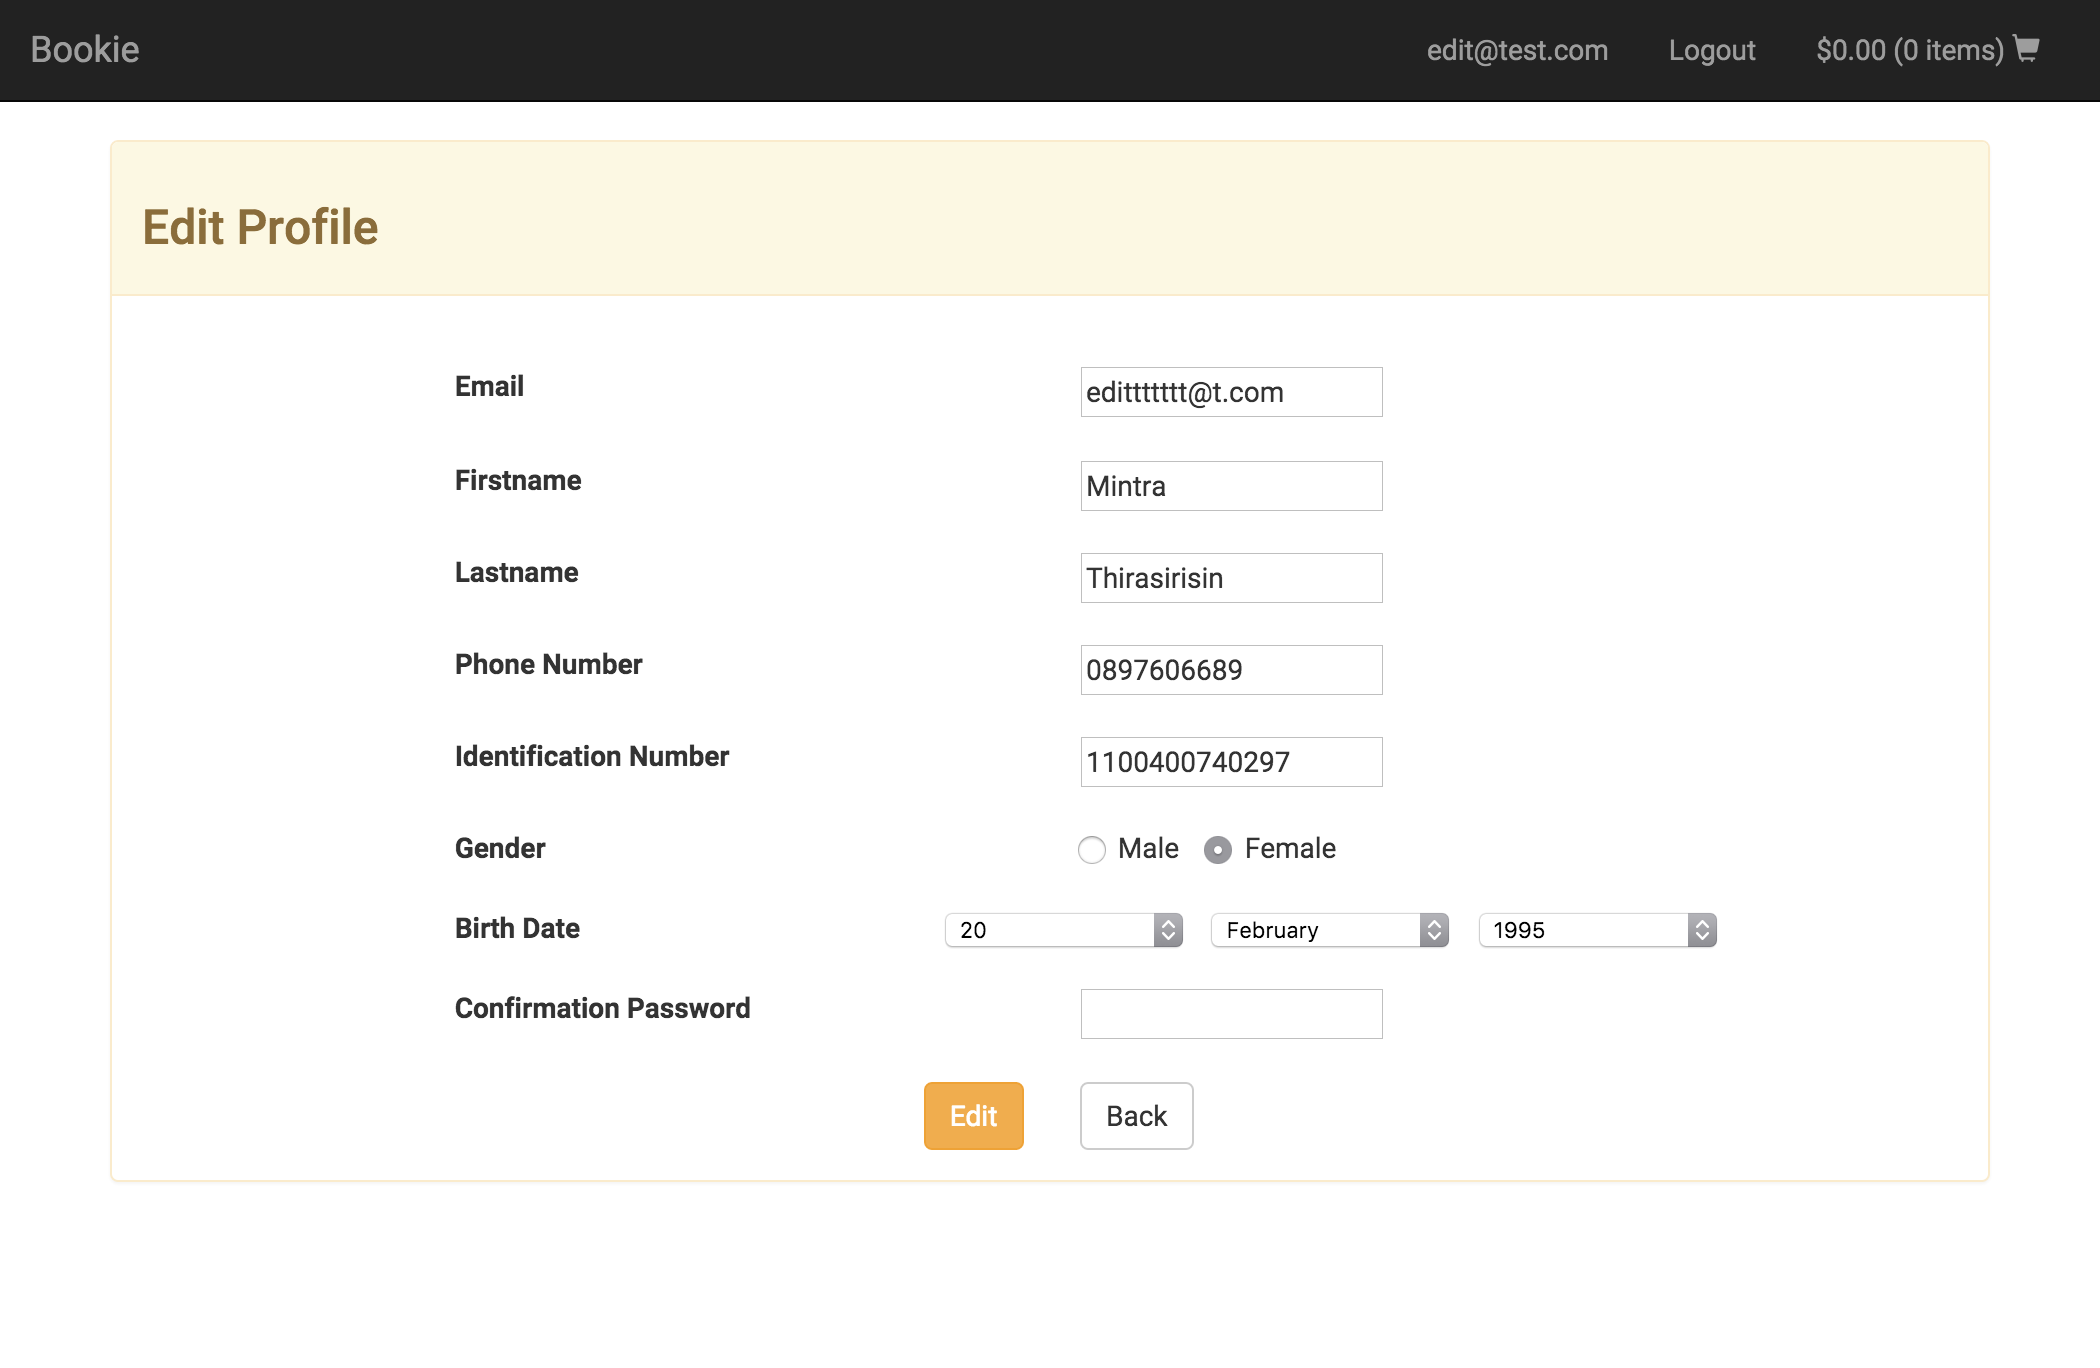 Bookie edit@test.com Logout $0.00 (0 items)
Edit Profile
Email editttttttt@t.com
Firstname Mintra
Lastname Thirasirisin
Phone Number 0897606689
Identification Number 1100400740297
Gender Male Female
Birth Date 20 February 1995
Confirmation Password
Edit Back